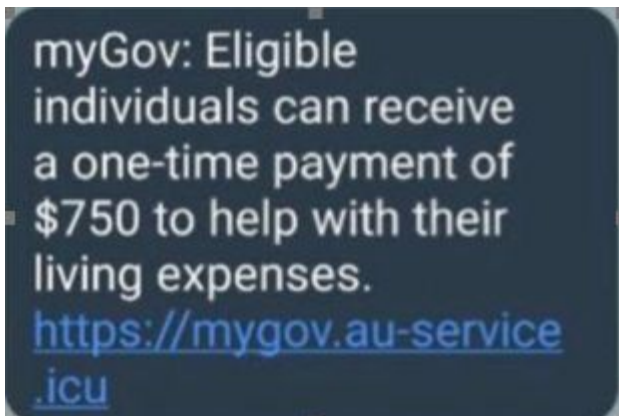 myGov: Eligible
individuals can receive
a one-time payment of
$750 to help with their
living expenses.
https://mygov.au-service
.icu